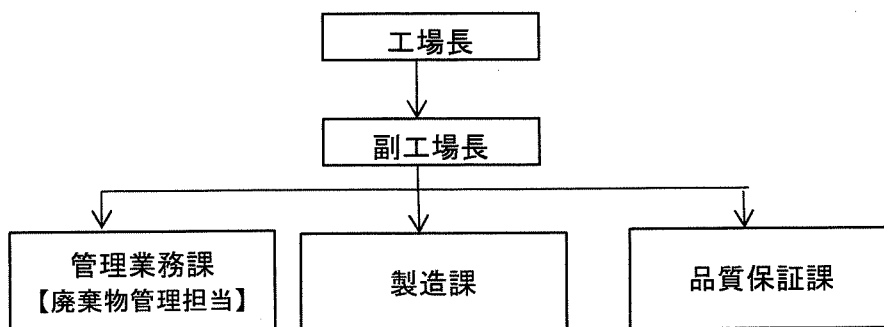 工場長
副工場長
管理業務課
【廃棄物管理担当】
製造課
品質保証課